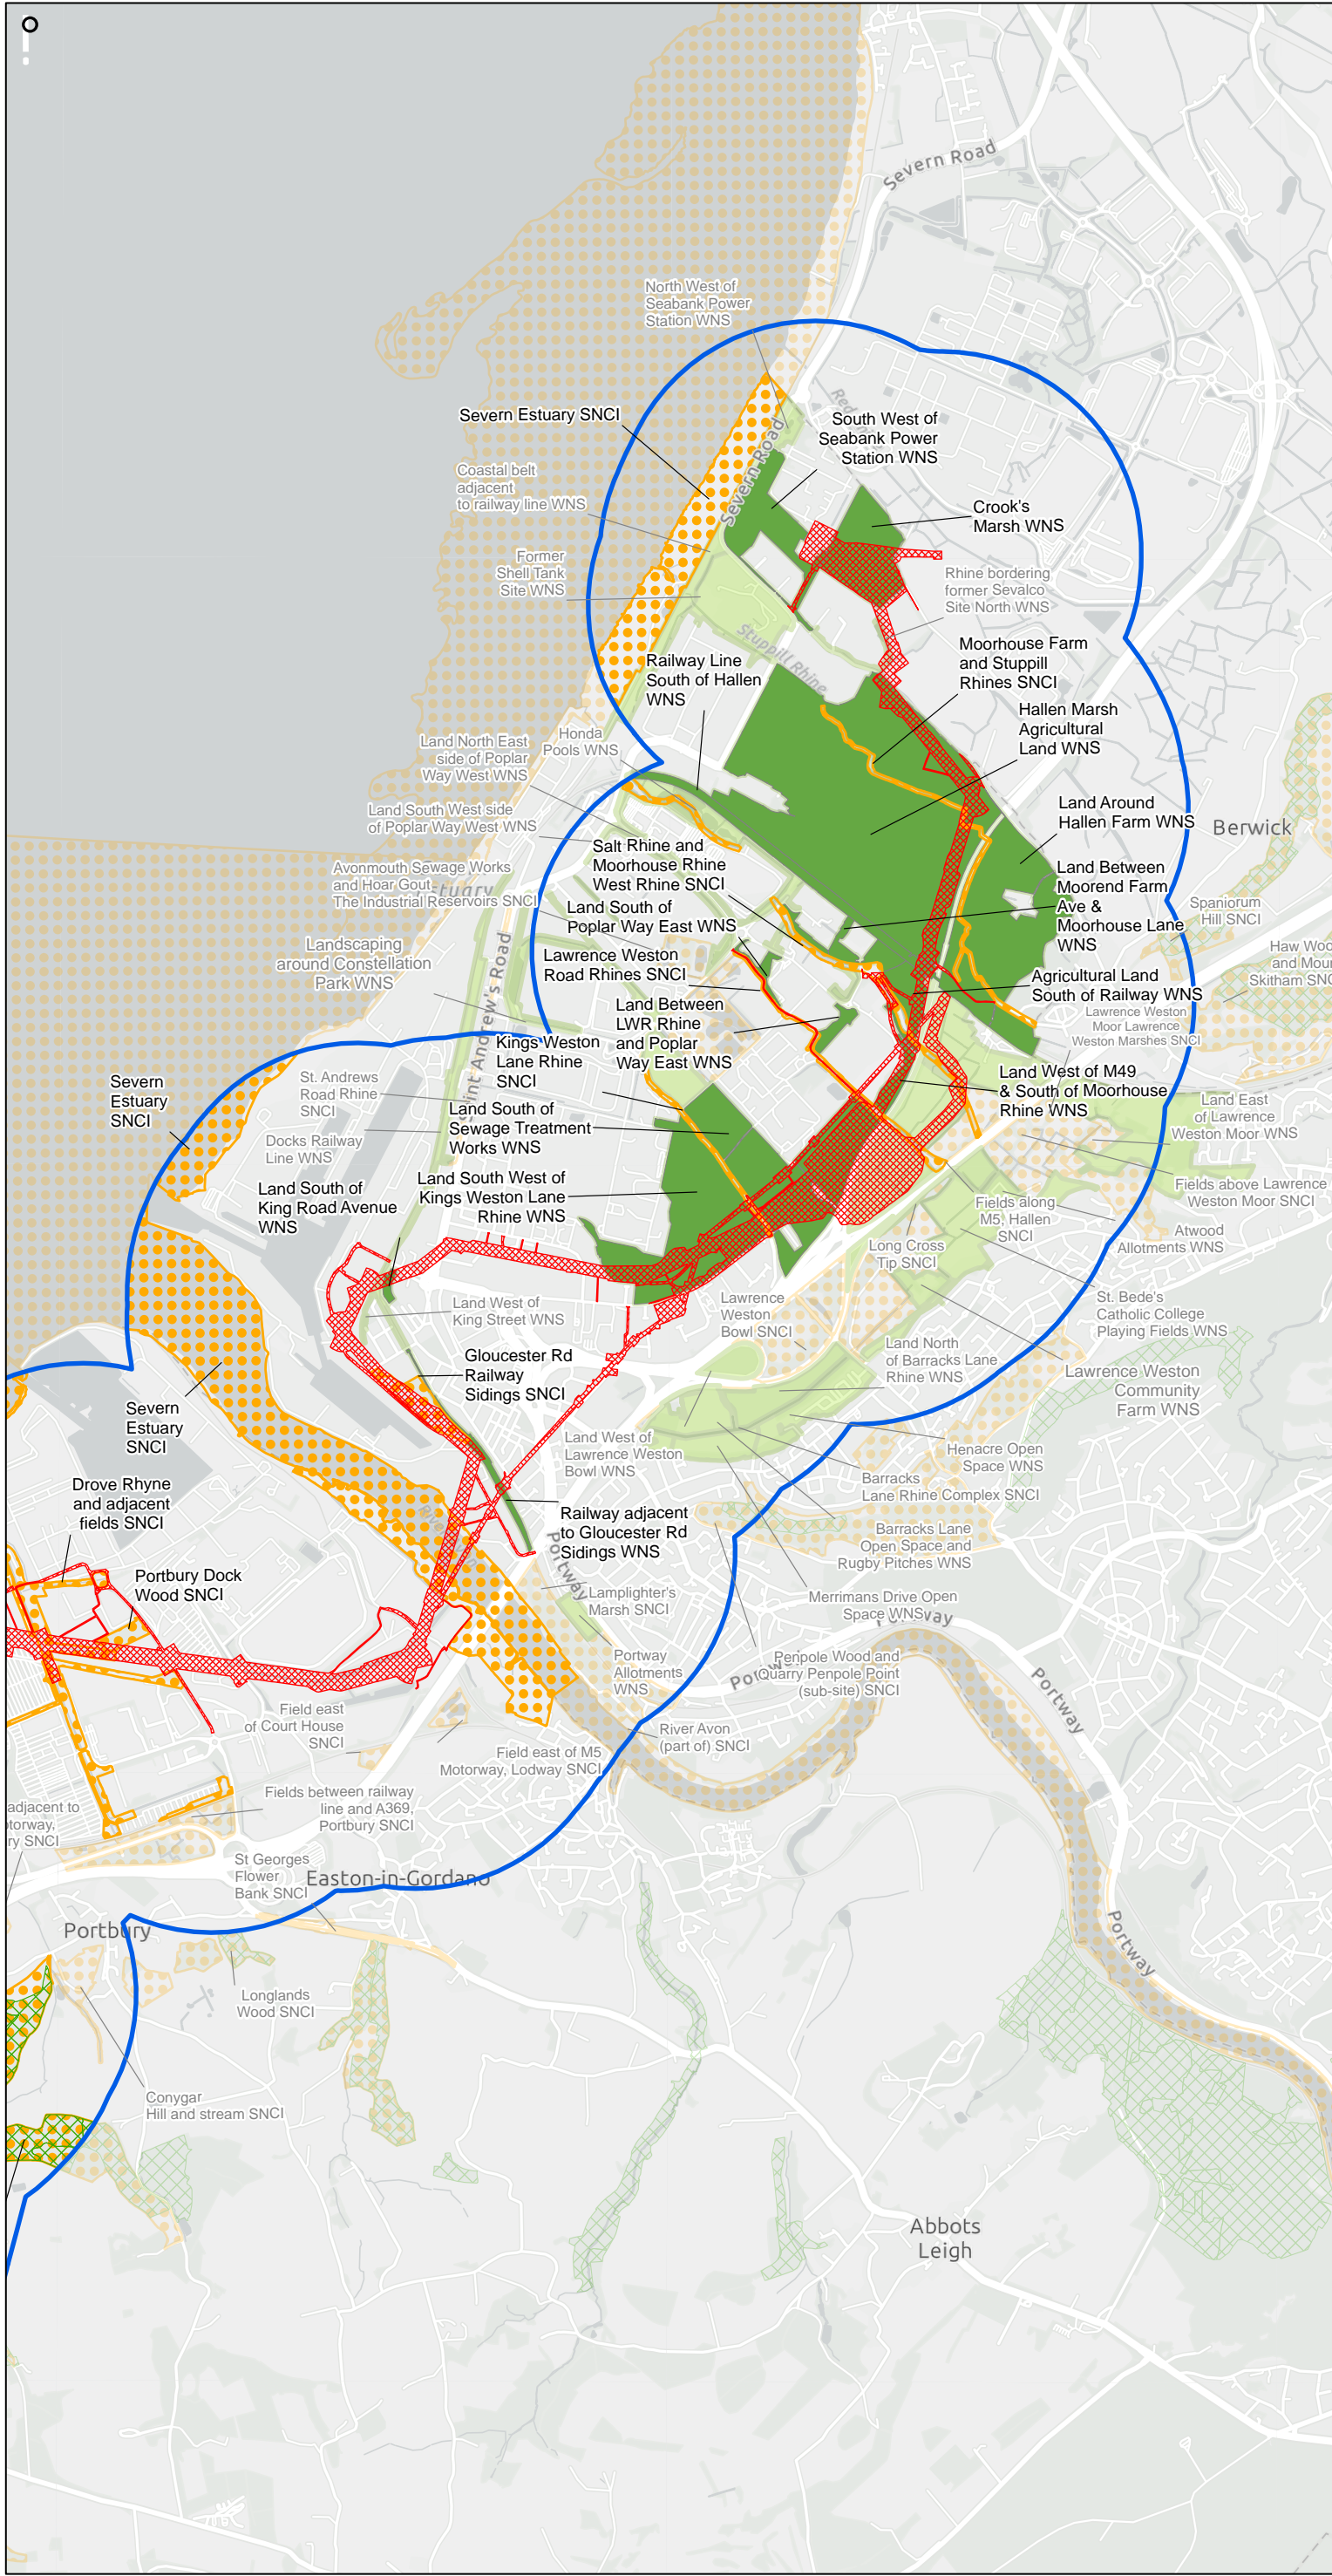 Severn Road
North West of
Seabank Power
Station WNS
Severn Estuary SNCI
South West of
Seabank Power
Station WNS
Severn Road
Coastal belt
adjacent
to railway line WNS
Crook's
Marsh WNS
Former
Shell Tank
Site WNS
Rhine bordering
former Sevalco
Site North WNS
Stuppill Rhine
Railway Line
South of Hallen
WNS
Moorhouse Farm
and Stuppill
Rhines SNCI
Hallen Marsh
Agricultural
Land WNS
Land North East
side of Poplar
Way West WNS
Honda
Pools WNS
Land South West side
of Poplar Way West WNS
Land Around
Hallen Farm WNS
Berwick
Salt Rhine and
Moorhouse Rhine
West Rhine SNCI
Avonmouth Sewage Works
and Hoar Gout
The Industrial Reservoirs SNCI
Estuary
Land Between
Moorend Farm
Ave &
Moorhouse Lane
WNS
Land South of
Poplar Way East WNS
Spaniorum
Hill SNCI
Landscaping
around Constellation
Park WNS
Lawrence Weston
Road Rhines SNCI
Haw Woo
and Mou
Skitham SNC
Agricultural Land
South of Railway WNS
Land Between
LWR Rhine
and Poplar
Way East WNS
Lawrence Weston
Moor Lawrence
Weston Marshes SNCI
Saint Andrew's Road
Kings Weston
Lane Rhine
SNCI
Severn
Estuary
SNCI
St. Andrews
Road Rhine
SNCI
Land West of M49
& South of Moorhouse
Rhine WNS
Land East
of Lawrence
Weston Moor WNS
Land South of
Sewage Treatment
Works WNS
Docks Railway
Line WNS
Land South West of
Kings Weston Lane
Rhine WNS
Fields above Lawrence
Weston Moor SNCI
Land South of
King Road Avenue
WNS
Fields along
M5, Hallen
SNCI
Atwood
Allotments WNS
Long Cross
Tip SNCI
Land West of
King Street WNS
Lawrence
Weston
Bowl SNCI
St. Bede's
Catholic College
Playing Fields WNS
Land North
of Barracks Lane
Rhine WNS
Gloucester Rd
Railway
Sidings SNCI
Lawrence Weston
Community
Farm WNS
Severn
Estuary
SNCI
Land West of
Lawrence Weston
Bowl WNS
Henacre Open
Space WNS
Barracks
Lane Rhine Complex SNCI
Drove Rhyne
and adjacent
fields SNCI
Railway adjacent
to Gloucester Rd
Sidings WNS
Barracks Lane
Open Space and
Rugby Pitches WNS
Portway
Portbury Dock
Wood SNCI
Lamplighter's
Marsh SNCI
Merrimans Drive Open
Space WNS
Portway
Portway
Allotments
WNS
Penpole Wood and
Quarry Penpole Point
(sub-site) SNCI
Portway
Portway
Field east
of Court House
SNCI
River Avon
(part of) SNCI
Field east of M5
Motorway, Lodway SNCI
Fields between railway
line and A369,
Portbury SNCI
adjacent to
otorway,
ry SNCI
St Georges
Flower
Bank SNCI
Easton-in-Gordano
Portbury
Portway
Longlands
Wood SNCI
Conygar
Hill and stream SNCI
Abbots
Leigh